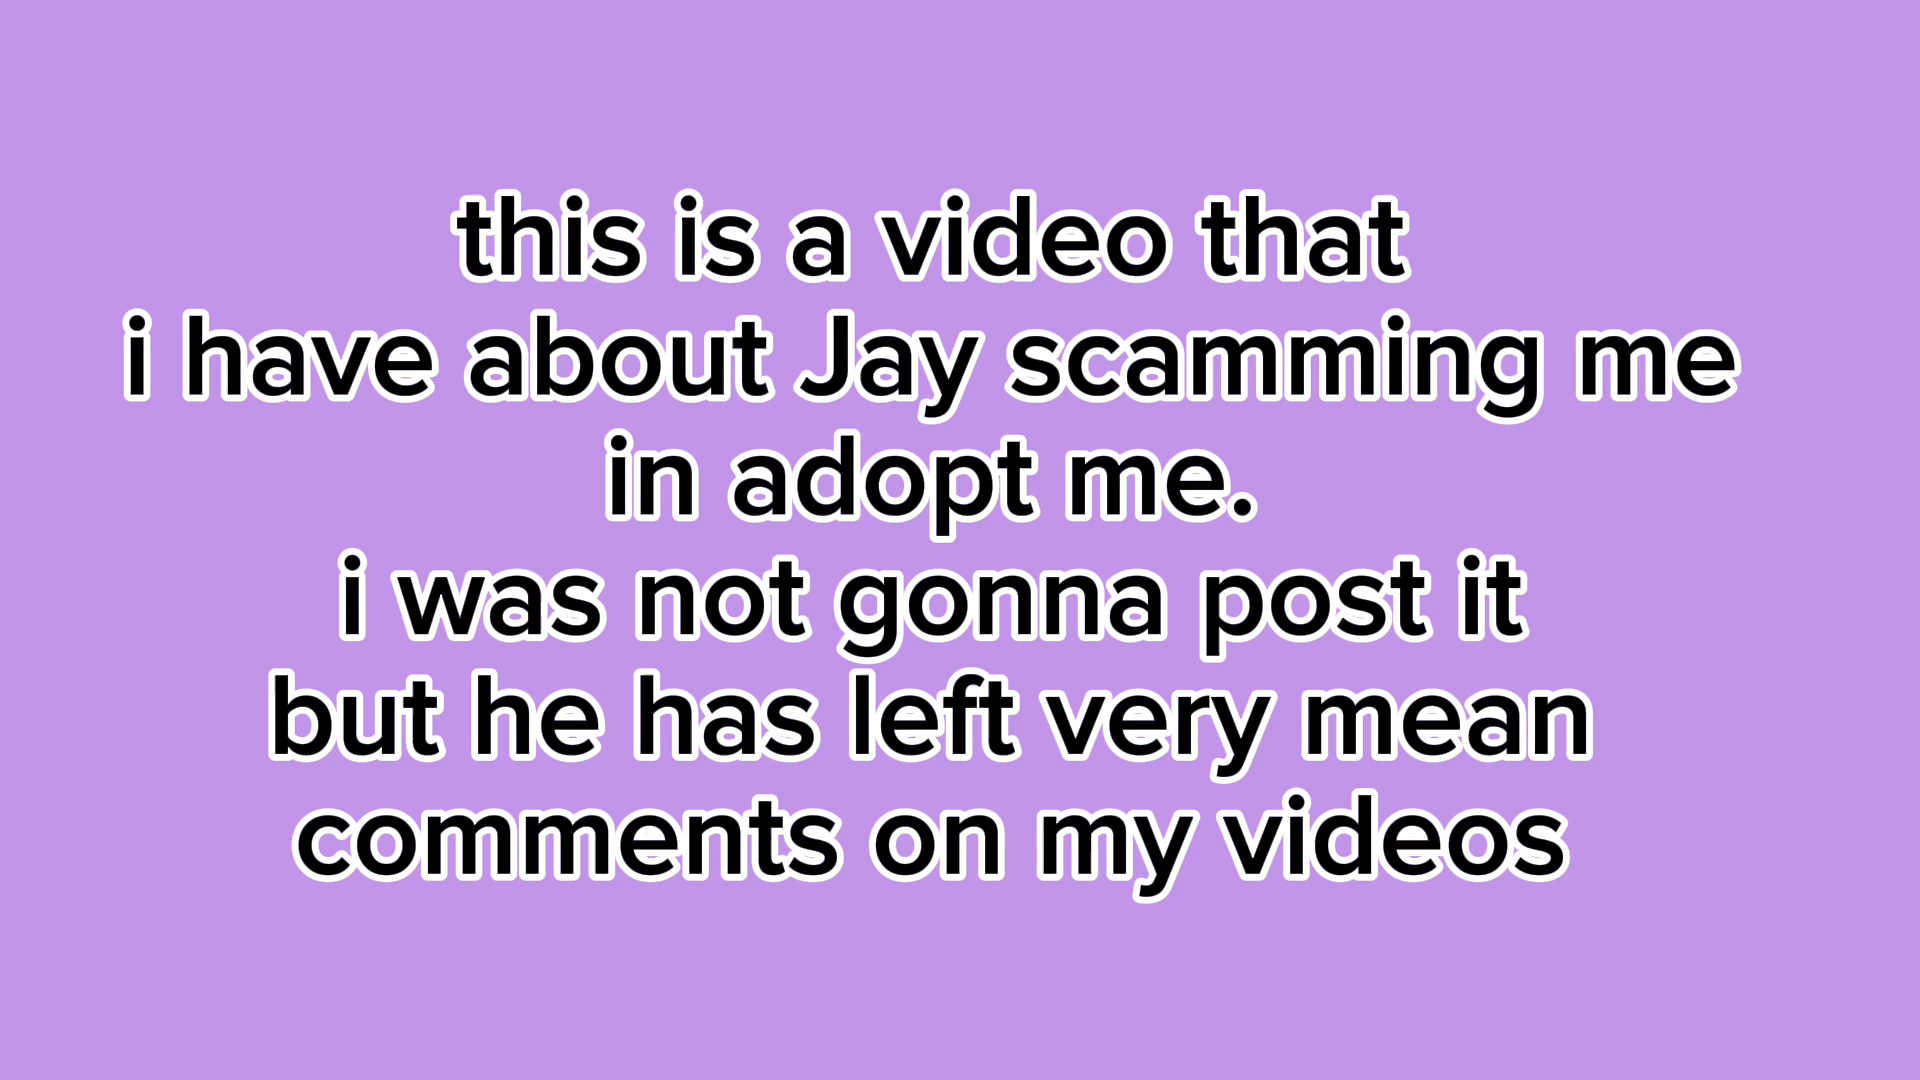 this is a video that
i have about Jay scamming me
in adopt me.
i was not gonna post it
but he has left very mean
comments on my videos